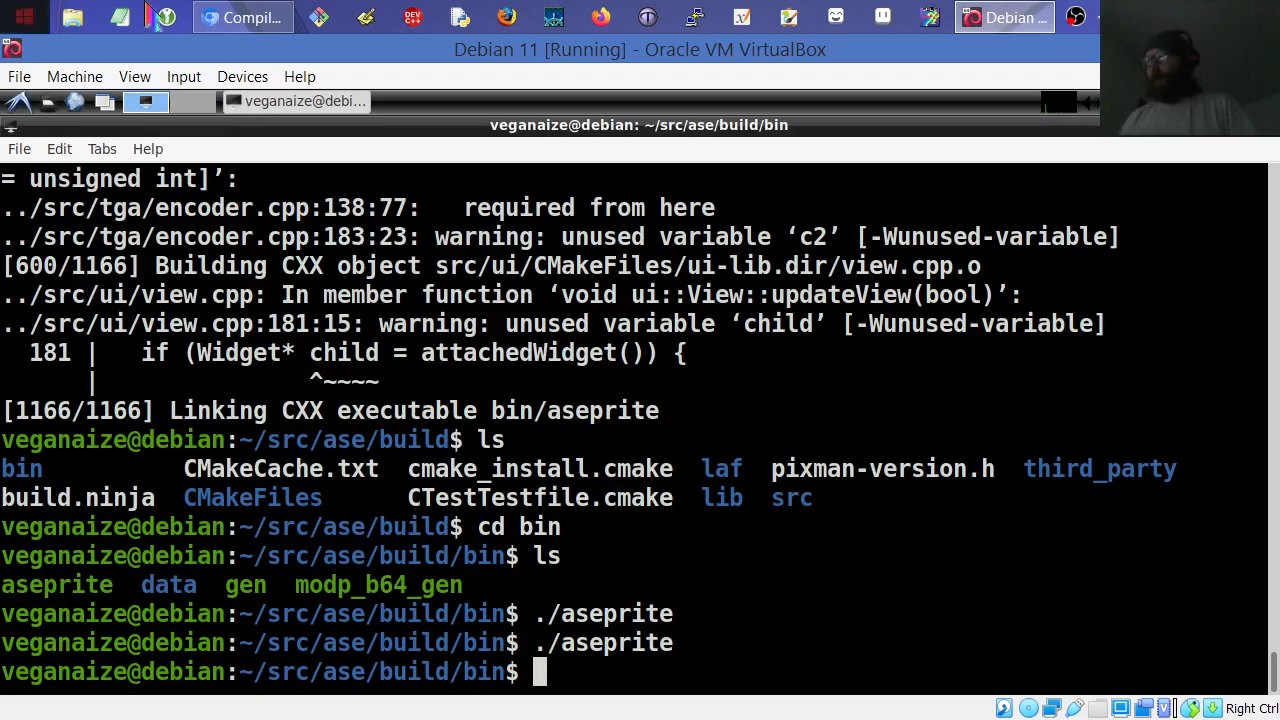 Compil...
Debian ...
Debian 11 [Running] - Oracle VM VirtualBox
File Machine View Input Devices Help
veganaize@debi...
veganaize@debian: ~/src/ase/build/bin
File Edit Tabs Help
= unsigned int]’:
../src/tga/encoder.cpp:138:77:   required from here
../src/tga/encoder.cpp:183:23: warning: unused variable ‘c2’ [-Wunused-variable]
[600/1166] Building CXX object src/ui/CMakeFiles/ui-lib.dir/view.cpp.o
../src/ui/view.cpp: In member function ‘void ui::View::updateView(bool)’:
../src/ui/view.cpp:181:15: warning: unused variable ‘child’ [-Wunused-variable]
  181 |   if (Widget* child = attachedWidget()) {
      |               ^~~~~
[1166/1166] Linking CXX executable bin/aseprite
veganaize@debian:~/src/ase/build$ ls
bin          CMakeCache.txt  cmake_install.cmake  laf  pixman-version.h  third_party
build.ninja  CMakeFiles      CTestTestfile.cmake  lib  src
veganaize@debian:~/src/ase/build$ cd bin
veganaize@debian:~/src/ase/build/bin$ ls
aseprite  data  gen  modp_b64_gen
veganaize@debian:~/src/ase/build/bin$ ./aseprite
veganaize@debian:~/src/ase/build/bin$ ./aseprite
veganaize@debian:~/src/ase/build/bin$
Right Ctrl